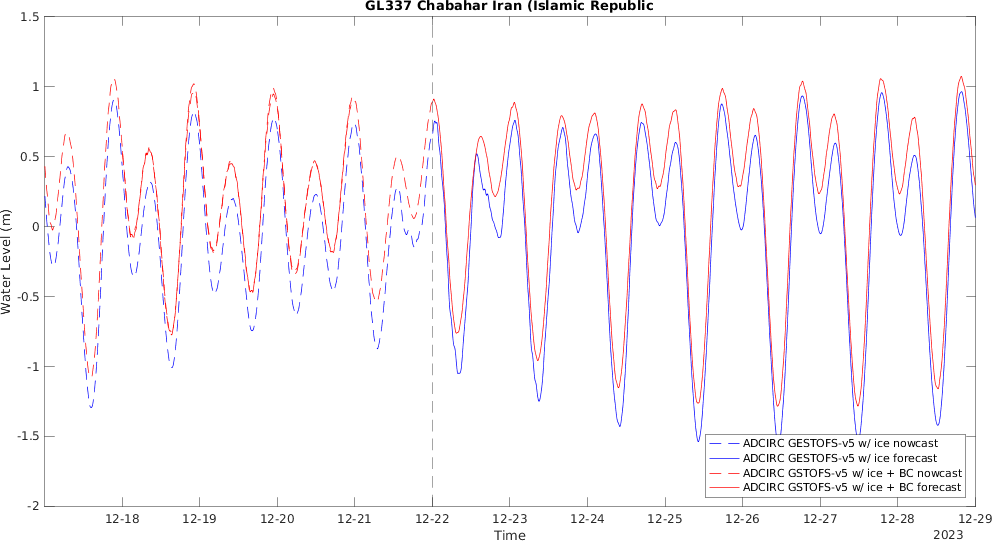 GL337 Chabahar Iran (Islamic Republic
1.5
1
0.5
0
-0.5
-1
-1.5
-2
Water Level (m)
ADCIRC GESTOFS-v5 w/ ice nowcast
ADCIRC GESTOFS-v5 w/ ice forecast
ADCIRC GSTOFS-v5 w/ ice + BC nowcast
ADCIRC GSTOFS-v5 w/ ice + BC forecast
12-18 12-19 12-20 12-21 12-22 12-23 12-24 12-25 12-26 12-27 12-28 12-29
Time
2023